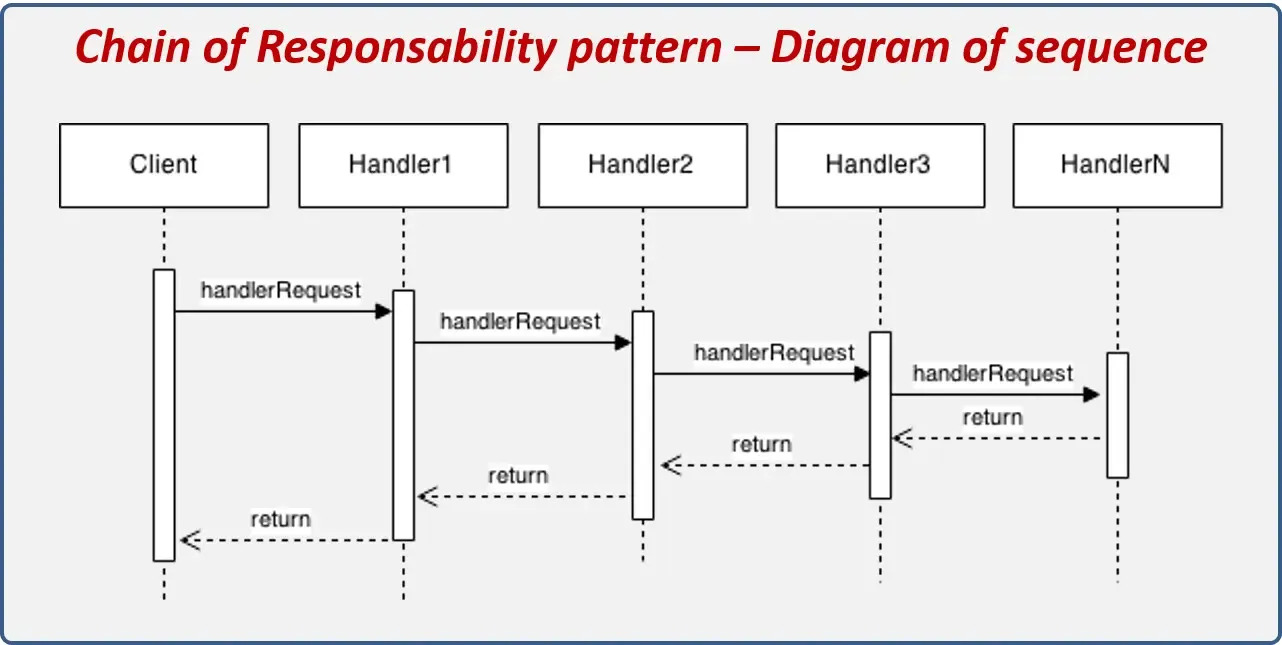 Chain of Responsability pattern – Diagram of sequence
Client
Handler1
Handler2
Handler3
HandlerN
handlerRequest
handlerRequest
handlerRequest
handlerRequest
return
return
return
return